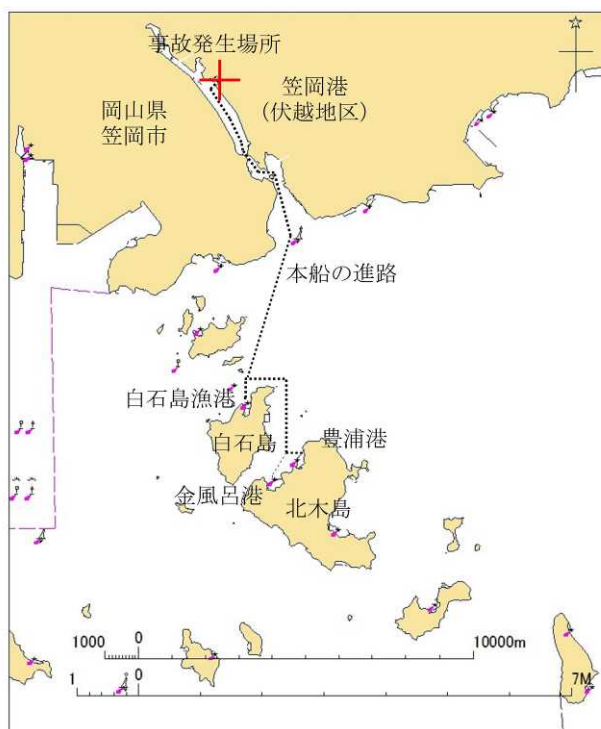 事故発生場所
笠岡港
(伏越地区)
岡山県
笠岡市
本船の進路
白石島漁港
白石島
豊浦港
金風呂港
北木島
1000 0 10000m
1 0 7M